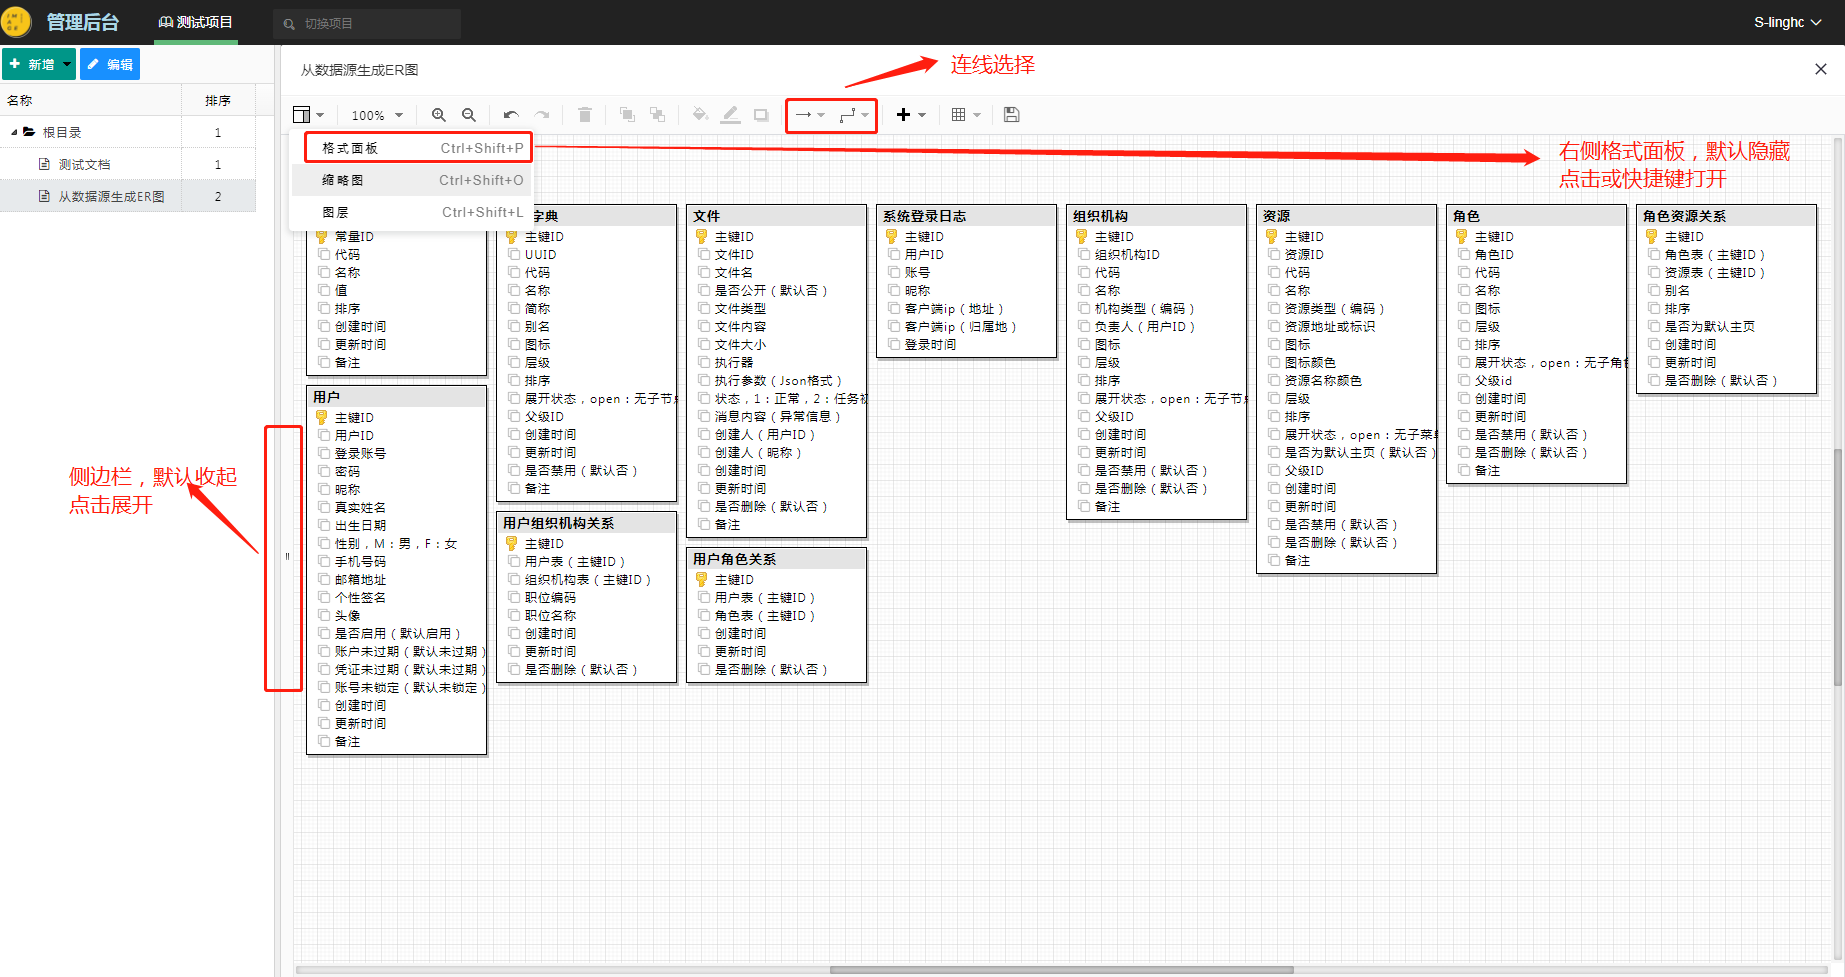 管理后台
测试项目
切换项目
S-linghc
新增
编辑
名称
排序
根目录
1
测试文档
1
从数据源生成ER图
2
从数据源生成ER图
连线选择
100%
格式面板
Ctrl+Shift+P
缩略图
Ctrl+Shift+O
图层
Ctrl+Shift+L
右侧格式面板，默认隐藏
点击或快捷键打开
侧边栏，默认收起
点击展开
常量ID
代码
名称
值
排序
创建时间
更新时间
备注
用户
主键ID
用户ID
登录账号
密码
昵称
真实姓名
出生日期
性别，M：男，F：女
手机号码
邮箱地址
个性签名
头像
是否启用（默认启用）
账户未过期（默认未过期）
凭证未过期（默认未过期）
账号未锁定（默认未锁定）
创建时间
更新时间
备注
字典
主键ID
UUID
代码
名称
简称
别名
图标
层级
排序
展开状态，open：无子节
父级ID
创建时间
更新时间
是否禁用（默认否）
备注
用户组织机构关系
主键ID
用户表（主键ID）
组织机构表（主键ID）
职位编码
职位名称
创建时间
更新时间
是否删除（默认否）
文件
主键ID
文件ID
文件名
是否公开（默认否）
文件类型
文件内容
文件大小
执行器
执行参数（Json格式）
状态，1：正常，2：任务
消息内容（异常信息）
创建人（用户ID）
创建人（昵称）
创建时间
更新时间
是否删除（默认否）
备注
用户角色关系
主键ID
用户表（主键ID）
角色表（主键ID）
创建时间
更新时间
是否删除（默认否）
系统登录日志
主键ID
用户ID
账号
昵称
客户端ip（地址）
客户端ip（归属地）
登录时间
组织机构
主键ID
组织机构ID
代码
名称
机构类型（编码）
负责人（用户ID）
图标
层级
排序
展开状态，open：无子节
父级ID
创建时间
更新时间
是否禁用（默认否）
是否删除（默认否）
备注
资源
主键ID
资源ID
代码
名称
资源类型（编码）
资源地址或标识
图标
图标颜色
资源名称颜色
层级
排序
展开状态，open：无子菜
是否为默认主页（默认否）
父级ID
创建时间
更新时间
是否禁用（默认否）
是否删除（默认否）
备注
角色
主键ID
角色ID
代码
名称
图标
层级
排序
展开状态，open：无子角
父级id
创建时间
更新时间
是否禁用（默认否）
是否删除（默认否）
备注
角色资源关系
主键ID
角色表（主键ID）
资源表（主键ID）
别名
排序
是否为默认主页
创建时间
更新时间
是否删除（默认否）